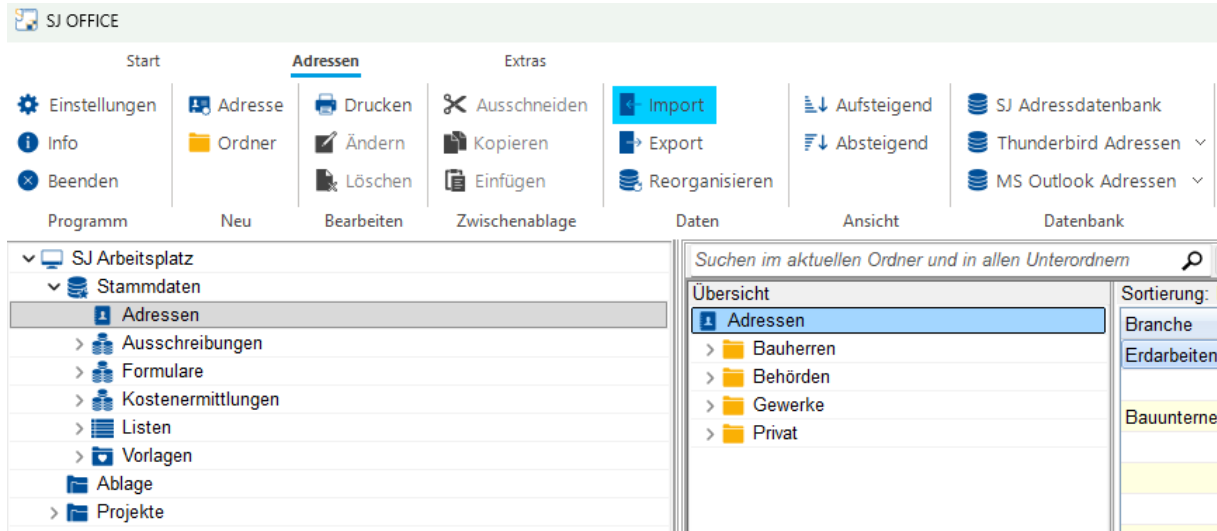 SJ OFFICE
Start Adressen Extras
Einstellungen Adresse Drucken Ausschneiden Import Aufsteigend SJ Adressdatenbank
Info Ordner Ändern Kopieren Export Absteigend Thunderbird Adressen
Beenden Löschen Einfügen Reorganisieren MS Outlook Adressen
Programm Neu Bearbeiten Zwischenablage Daten Ansicht Datenbank
SJ Arbeitsplatz
Stammdaten
Adressen
Ausschreibungen
Formulare
Kostenermittlungen
Listen
Vorlagen
Ablage
Projekte
Suchen im aktuellen Ordner und in allen Unterordnern
Übersicht
Adressen
Bauherren
Behörden
Gewerke
Privat
Sortierung:
Branche
Erdarbeiten
Bauunterne